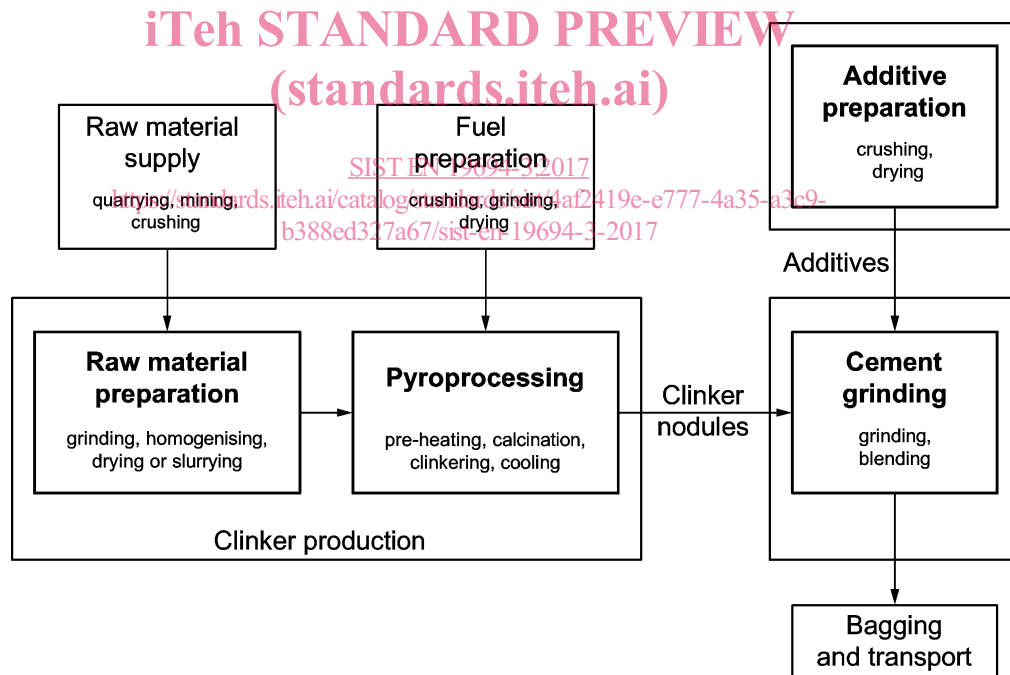 iTeh STANDARD PREVIEW
(standards.iteh.ai)
Raw material
supply
quarrying, mining,
crushing
Fuel
preparation
crushing, grinding,
drying
SIST EN 19694-3:2017
https://standards.iteh.ai/catalog/standards/sist/4af2419e-e777-4a35-a3c9-
b388ed327a67/sist-en-19694-3-2017
Additive
preparation
crushing,
drying
Additives
Raw material
preparation
grinding, homogenising,
drying or slurrying
Pyroprocessing
pre-heating, calcination,
clinkering, cooling
Clinker
nodules
Cement
grinding
grinding,
blending
Clinker production
Bagging
and transport